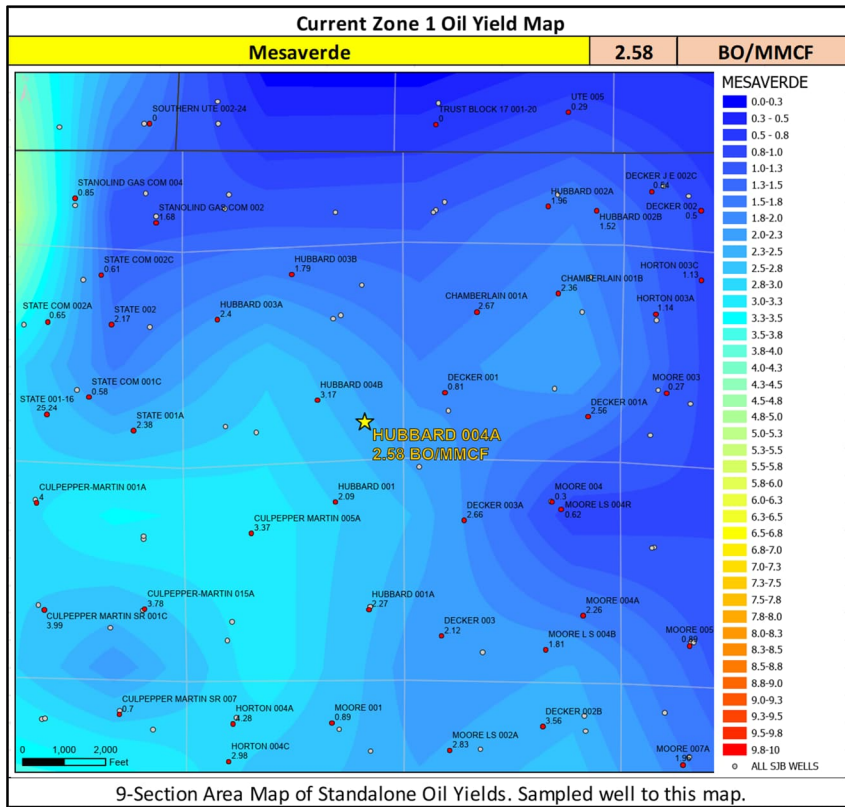 Current Zone 1 Oil Yield Map
Mesaverde 2.58 BO/MMCF
MESAVERDE
0.0-0.3
0.3 - 0.5
0.5 - 0.8
0.8-1.0
1.0-1.3
1.3-1.5
1.5-1.8
1.8-2.0
2.0-2.3
2.3-2.5
2.5-2.8
2.8-3.0
3.0-3.3
3.3-3.5
3.5-3.8
3.8-4.0
4.0-4.3
4.3-4.5
4.5-4.8
4.8-5.0
5.0-5.3
5.3-5.5
5.5-5.8
5.8-6.0
6.0-6.3
6.3-6.5
6.5-6.8
6.8-7.0
7.0-7.3
7.3-7.5
7.5-7.8
7.8-8.0
8.0-8.3
8.3-8.5
8.5-8.8
8.8-9.0
9.0-9.3
9.3-9.5
9.5-9.8
9.8-10
ALL SJB WELLS
SOUTHERN UTE 002-24
0
TRUST BLOCK 17 001-20
0
UTE 005
0.29
STANOLIND GAS COM 004
0.85
STANOLIND GAS COM 002
1.68
HUBBARD 002A
1.96
HUBBARD 002B
1.52
DECKER J E 002C
DECKER 002
0.5
STATE COM 002C
0.61
HUBBARD 003B
1.79
CHAMBERLAIN 001B
2.36
HORTON 003C
1.13
STATE COM 002A
0.65
STATE 002
2.17
HUBBARD 003A
2.4
CHAMBERLAIN 001A
2.67
HORTON 003A
1.14
STATE COM 001C
0.58
STATE 001-16
25.24
STATE 001A
2.38
HUBBARD 004B
3.17
DECKER 001
0.81
DECKER 001A
2.56
MOORE 003
0.27
HUBBARD 004A
2.58 BO/MMCF
CULPEPPER-MARTIN 001A
4
CULPEPPER MARTIN 005A
3.37
HUBBARD 001
2.09
DECKER 003A
2.66
MOORE 004
0.3
MOORE LS 004R
0.62
CULPEPPER MARTIN SR 001C
3.99
CULPEPPER-MARTIN 015A
3.78
HUBBARD 001A
2.27
DECKER 003
2.12
MOORE 004A
2.26
MOORE L S 004B
1.81
MOORE 005
0.89
CULPEPPER MARTIN SR 007
0.7
HORTON 004A
4.28
HORTON 004C
2.98
MOORE 001
0.89
MOORE LS 002A
2.83
DECKER 002B
3.56
MOORE 007A
0 1,000 2,000
Feet
9-Section Area Map of Standalone Oil Yields. Sampled well to this map.